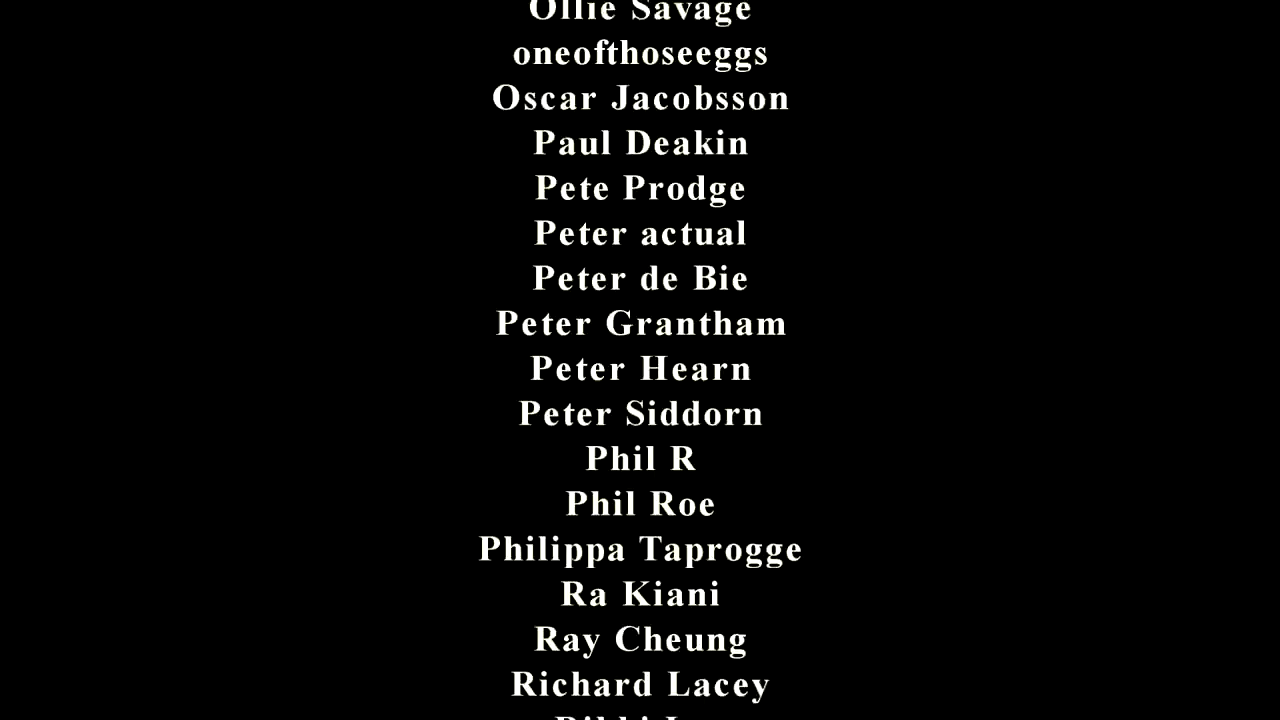 Ollie Savage
oneofthoseeggs
Oscar Jacobsson
Paul Deakin
Pete Prodge
Peter actual
Peter de Bie
Peter Grantham
Peter Hearn
Peter Siddorn
Phil R
Phil Roe
Philippa Taprogge
Ra Kiani
Ray Cheung
Richard Lacey